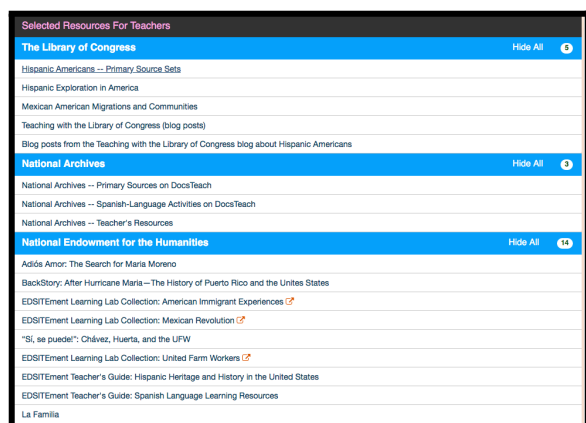 Selected Resources For Teachers
The Library of Congress Hide All 5
Hispanic Americans -- Primary Source Sets
Hispanic Exploration in America
Mexican American Migrations and Communities
Teaching with the Library of Congress (blog posts)
Blog posts from the Teaching with the Library of Congress blog about Hispanic Americans
National Archives Hide All 3
National Archives -- Primary Sources on DocsTeach
National Archives -- Spanish-Language Activities on DocsTeach
National Archives -- Teacher's Resources
National Endowment for the Humanities Hide All 14
Adiós Amor: The Search for Maria Moreno
BackStory: After Hurricane Maria—The History of Puerto Rico and the Unites States
EDSITEment Learning Lab Collection: American Immigrant Experiences
EDSITEment Learning Lab Collection: Mexican Revolution
“Sí, se puede!”: Chávez, Huerta, and the UFW
EDSITEment Learning Lab Collection: United Farm Workers
EDSITEment Teacher's Guide: Hispanic Heritage and History in the United States
EDSITEment Teacher's Guide: Spanish Language Learning Resources
La Familia